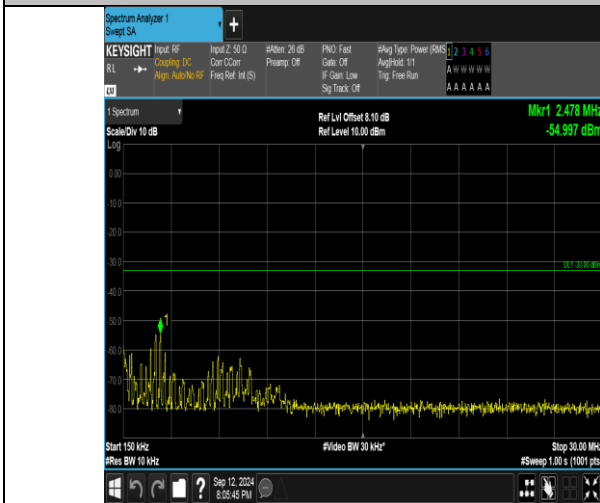 Spectrum Analyzer 1
Swept SA
+
KEYSIGHT
RL
Input: RF
Coupling: DC
Align: Auto/No RF
Input Z: 50 Ω
Corr CCorr
Freq Ref: Int (S)
#Atten: 26 dB
Preamp: Off
PNO: Fast
Gate: Off
IF Gain: Low
Sig Track: Off
#Avg Type: Power (RMS
Avg|Hold: 1/1
Trig: Free Run
1 2 3 4 5 6
A W W W W W
A A A A A A
1 Spectrum
Scale/Div 10 dB
Ref Lvl Offset 8.10 dB
Ref Level 10.00 dBm
Mkr1 2.478 MHz
-54.997 dBm
Log
0.00
-10.0
-20.0
-30.0
DL1 -33.00 dBm
-40.0
-50.0
1
-60.0
-70.0
-80.0
Start 150 kHz
#Res BW 10 kHz
#Video BW 30 kHz*
Stop 30.00 MHz
#Sweep 1.00 s (1001 pts)
?
Sep 12, 2024
8:05:45 PM